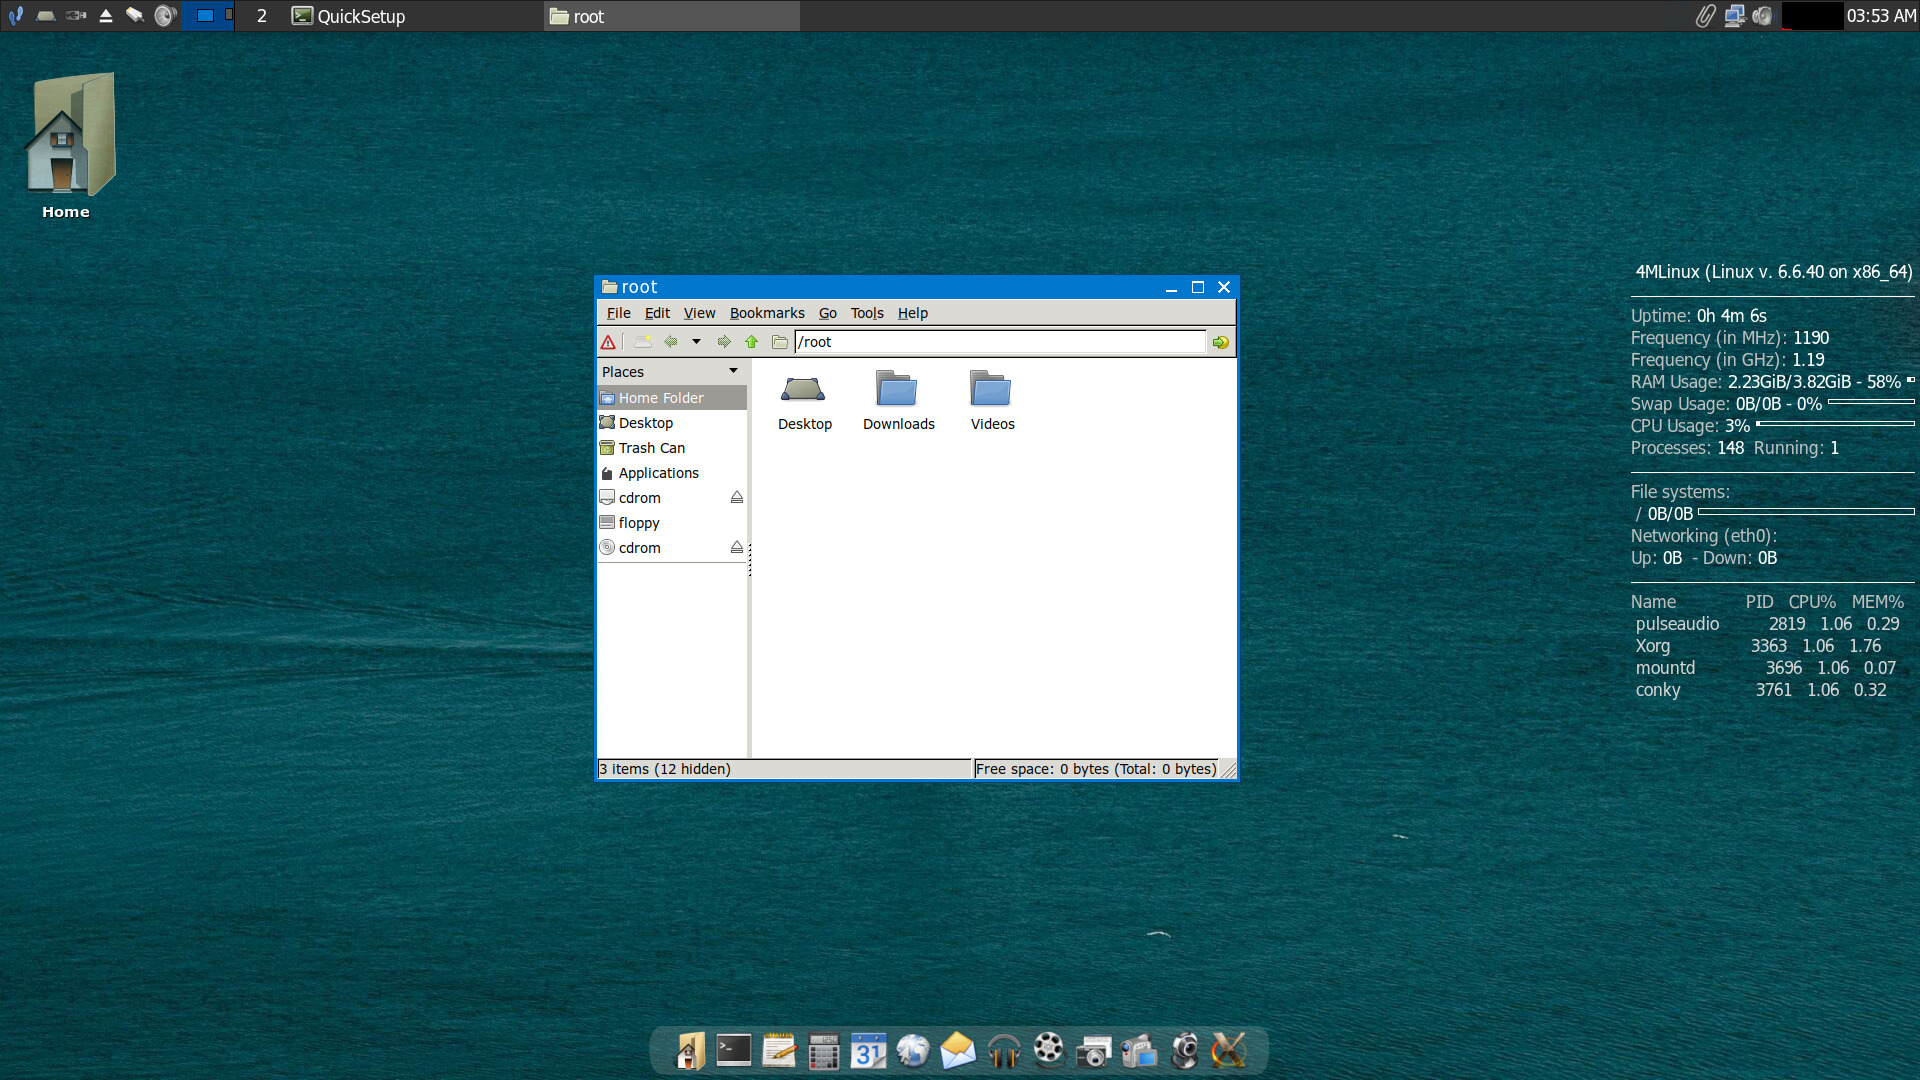 2 QuickSetup root 03:53 AM
Home
root
File Edit View Bookmarks Go Tools Help
/root
Places
Home Folder
Desktop
Trash Can
Applications
cdrom
floppy
cdrom
Desktop Downloads Videos
3 items (12 hidden) Free space: 0 bytes (Total: 0 bytes)
4MLinux (Linux v. 6.6.40 on x86_64)
Uptime: 0h 4m 6s
Frequency (in MHz): 1190
Frequency (in GHz): 1.19
RAM Usage: 2.23GiB/3.82GiB - 58%
Swap Usage: 0B/0B - 0%
CPU Usage: 3%
Processes: 148 Running: 1
File systems:
/ 0B/0B
Networking (eth0):
Up: 0B - Down: 0B
Name PID CPU% MEM%
pulseaudio 2819 1.06 0.29
Xorg 3363 1.06 1.76
mountd 3696 1.06 0.07
conky 3761 1.06 0.32
>_
31